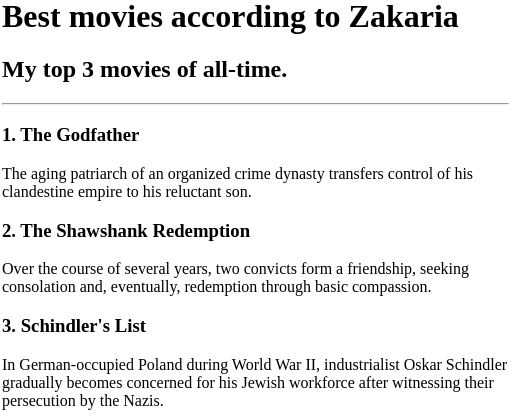 Best movies according to Zakaria
My top 3 movies of all-time.
1. The Godfather
The aging patriarch of an organized crime dynasty transfers control of his
clandestine empire to his reluctant son.
2. The Shawshank Redemption
Over the course of several years, two convicts form a friendship, seeking
consolation and, eventually, redemption through basic compassion.
3. Schindler's List
In German-occupied Poland during World War II, industrialist Oskar Schindler
gradually becomes concerned for his Jewish workforce after witnessing their
persecution by the Nazis.